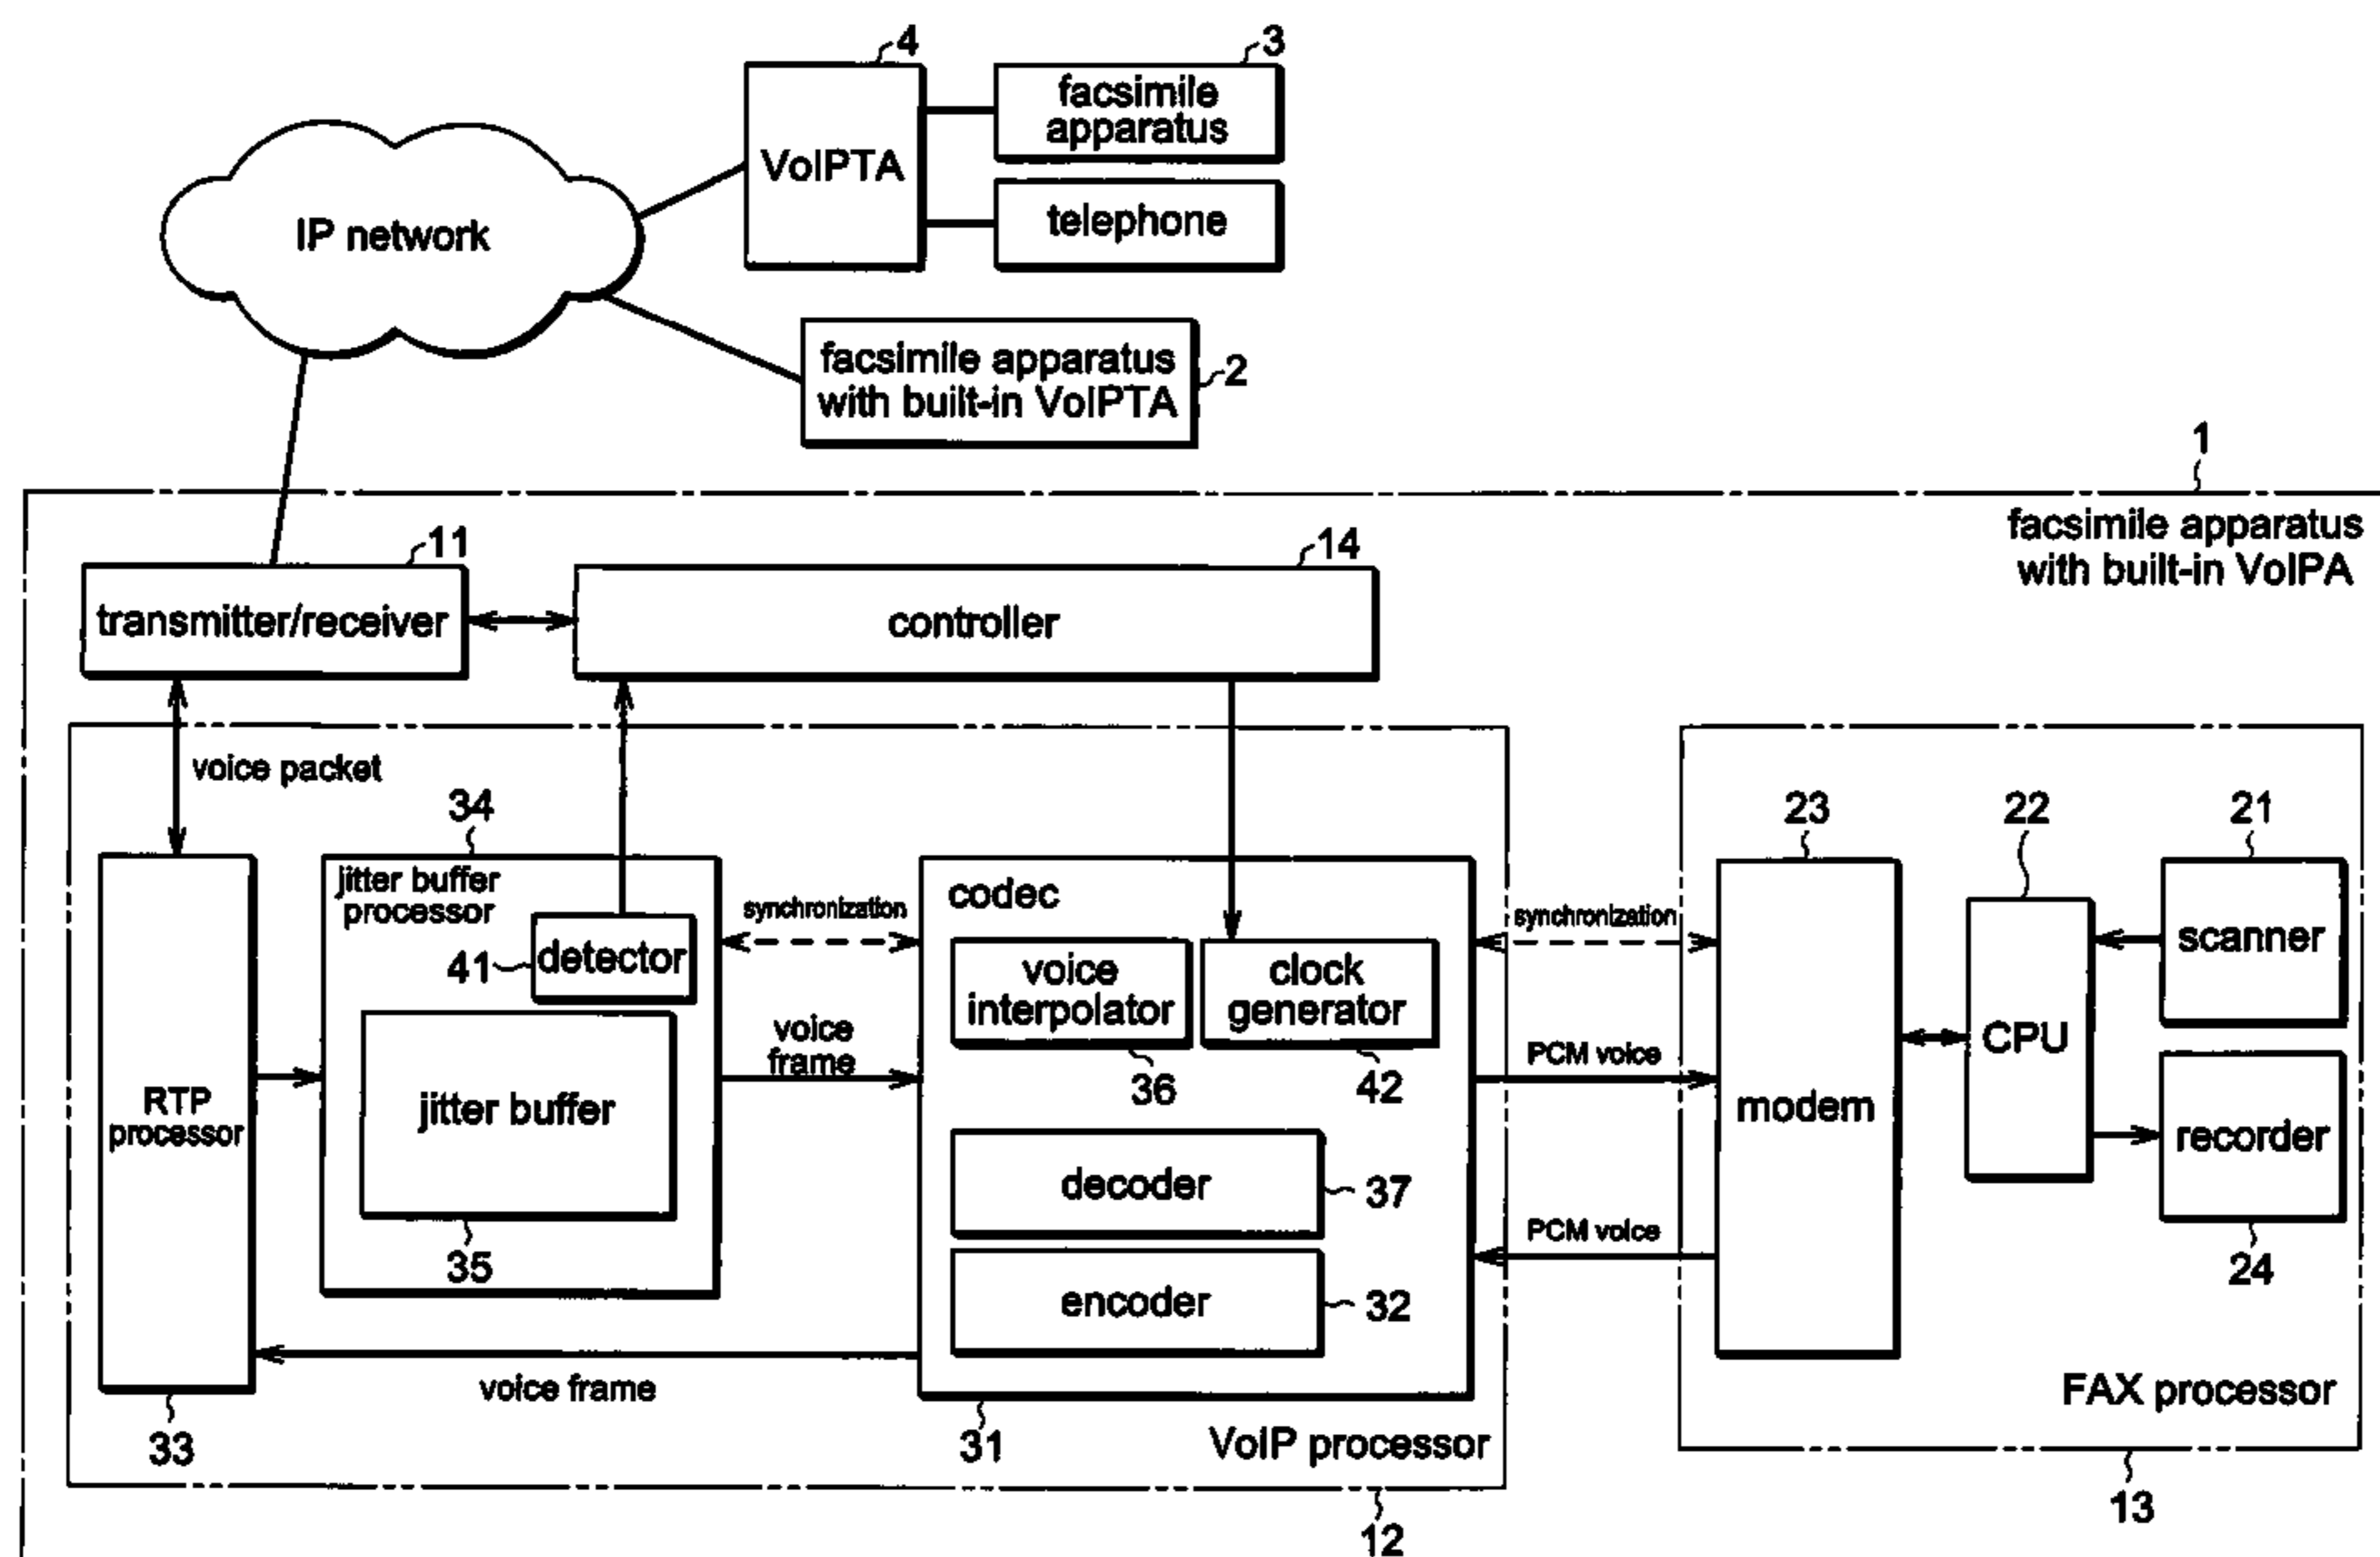 4
3
facsimile
apparatus
VoIPTA
telephone
IP network
facsimile apparatus
with built-in VoIPTA
2
1
facsimile apparatus
with built-in VoIPA
11
14
transmitter/receiver
controller
voice packet
34
23
22
21
jitter buffer
processor
41
detector
synchronization
codec
voice
interpolator
clock
generator
synchronization
scanner
voice
frame
36
42
PCM voice
CPU
RTP
processor
jitter buffer
modem
recorder
decoder
37
PCM voice
35
24
encoder
32
voice frame
FAX processor
33
31
VoIP processor
12
13